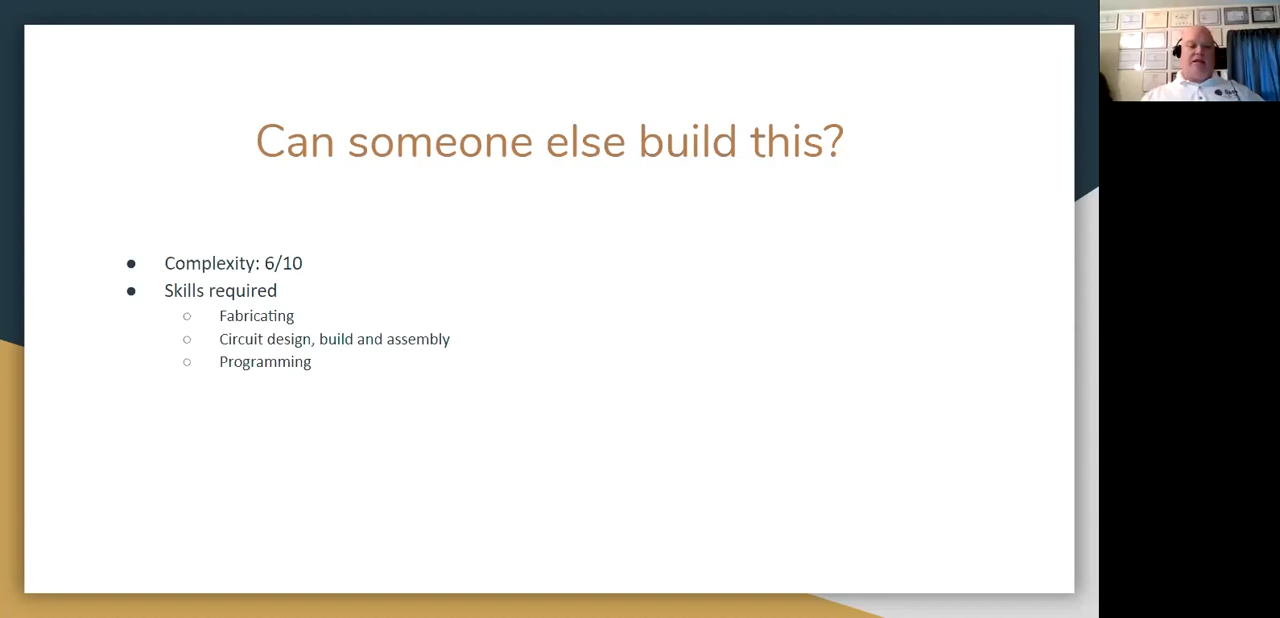 Can someone else build this?
● Complexity: 6/10
● Skills required
○ Fabricating
○ Circuit design, build and assembly
○ Programming